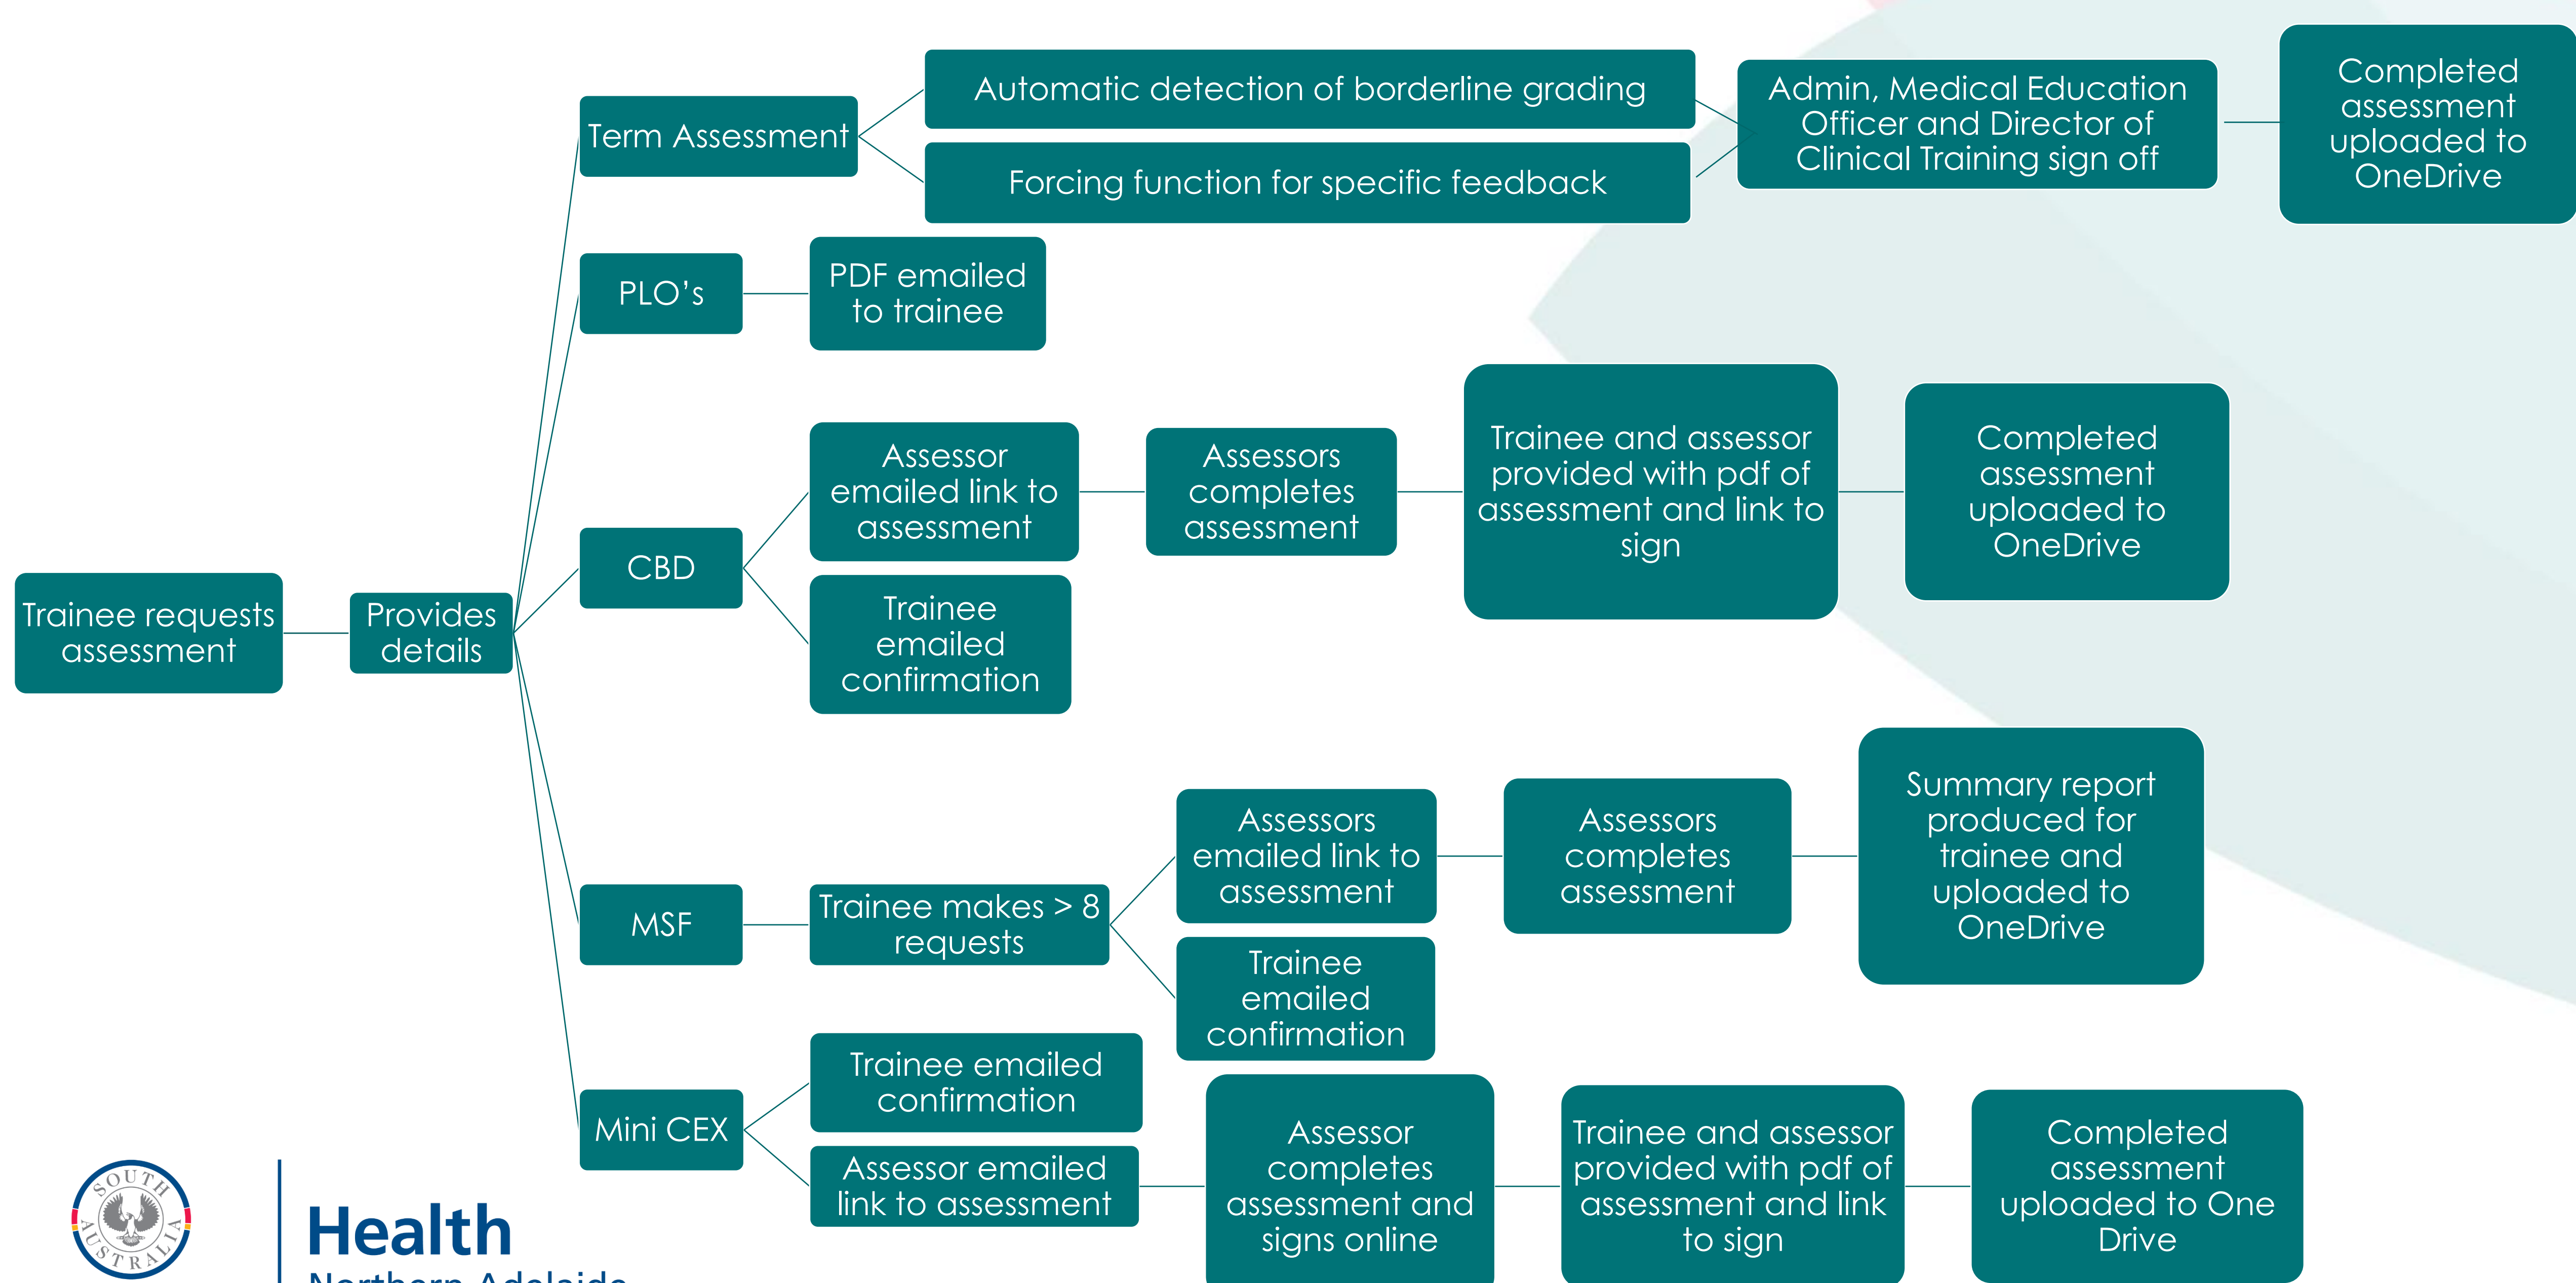 Trainee requests
assessment
Provides
details
Term Assessment
Automatic detection of borderline grading
Forcing function for specific feedback
Admin, Medical Education
Officer and Director of
Clinical Training sign off
Completed
assessment
uploaded to
OneDrive
PLO’s
PDF emailed
to trainee
CBD
Assessor
emailed link to
assessment
Trainee
emailed
confirmation
Assessors
completes
assessment
Trainee and assessor
provided with pdf of
assessment and link to
sign
Completed
assessment
uploaded to
OneDrive
MSF
Trainee makes > 8
requests
Assessors
emailed link to
assessment
Trainee
emailed
confirmation
Assessors
completes
assessment
Summary report
produced for
trainee and
uploaded to
OneDrive
Mini CEX
Trainee emailed
confirmation
Assessor emailed
link to assessment
Assessor
completes
assessment and
signs online
Trainee and assessor
provided with pdf of
assessment and link
to sign
Completed
assessment
uploaded to One
Drive
SOUTH
AUSTRALIA
Health
Northern Adelaide